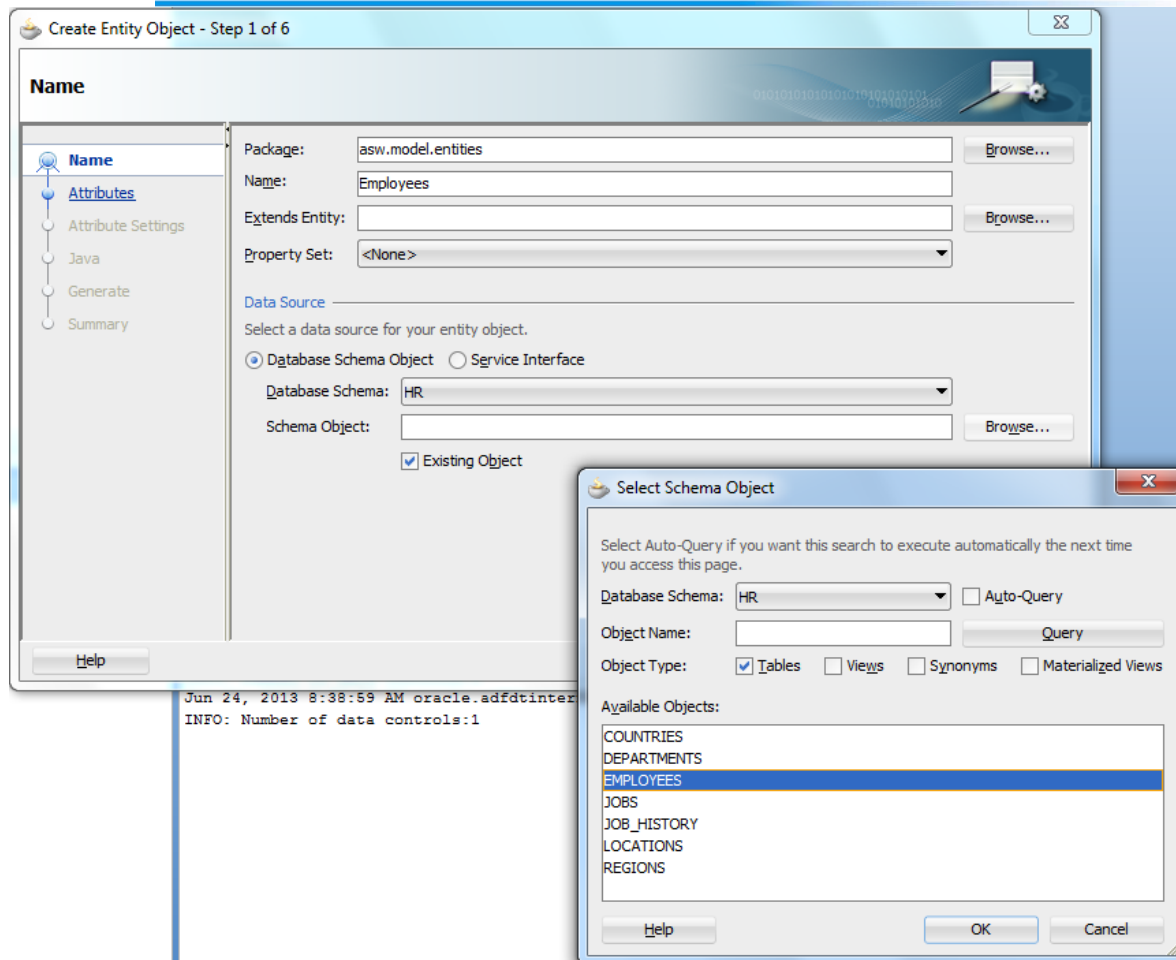 Create Entity Object - Step 1 of 6
Name
Name
Attributes
Attribute Settings
Java
Generate
Summary
Package: asw.model.entities Browse...
Name: Employees
Extends Entity: Browse...
Property Set: <None>
Data Source
Select a data source for your entity object.
Database Schema Object Service Interface
Database Schema: HR
Schema Object: Browse...
Existing Object
Help
Jun 24, 2013 8:38:59 AM oracle.adfdtinter
INFO: Number of data controls:1
Select Schema Object
Select Auto-Query if you want this search to execute automatically the next time
you access this page.
Database Schema: HR Auto-Query
Object Name: Query
Object Type: Tables Views Synonyms Materialized Views
Available Objects:
COUNTRIES
DEPARTMENTS
EMPLOYEES
JOBS
JOB_HISTORY
LOCATIONS
REGIONS
Help OK Cancel